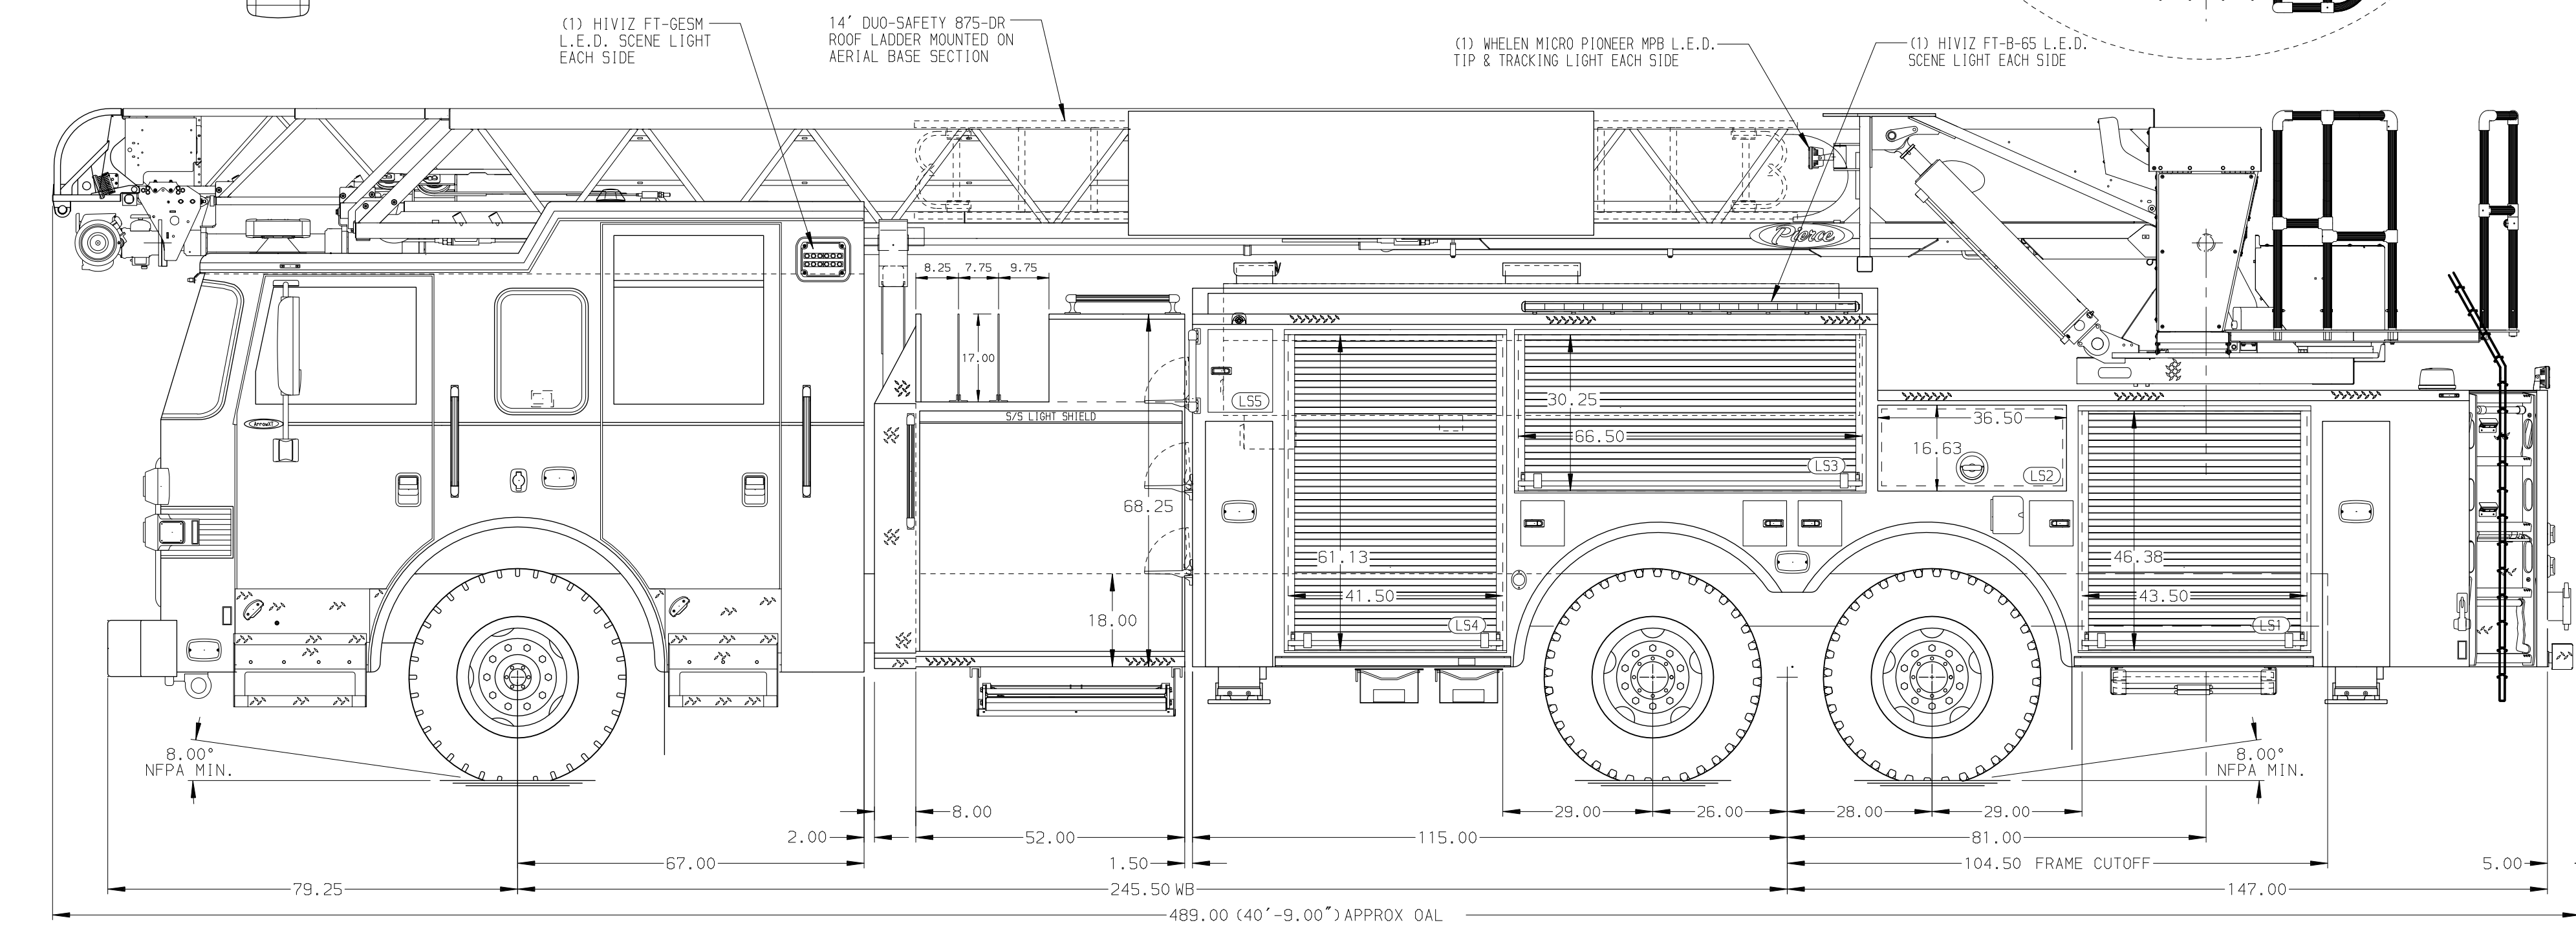 (1) HIVIZ FT-GESM
L.E.D. SCENE LIGHT
EACH SIDE
14' DUO-SAFETY 875-DR
ROOF LADDER MOUNTED ON
AERIAL BASE SECTION
(1) WHELEN MICRO PIONEER MPB L.E.D.
TIP & TRACKING LIGHT EACH SIDE
(1) HIVIZ FT-B-65 L.E.D.
SCENE LIGHT EACH SIDE
Pierce
8.25
7.75
9.75
17.00
ArrowXT
S/S LIGHT SHIELD
LS5
30.25
66.50
LS3
36.50
16.63
LS2
68.25
61.13
41.50
LS4
46.38
43.50
LS1
18.00
8.00°
NFPA MIN.
8.00°
NFPA MIN.
8.00
29.00
26.00
28.00
29.00
2.00
52.00
115.00
81.00
67.00
1.50
104.50 FRAME CUTOFF
5.00
79.25
245.50 WB
147.00
489.00 (40'-9.00") APPROX OAL